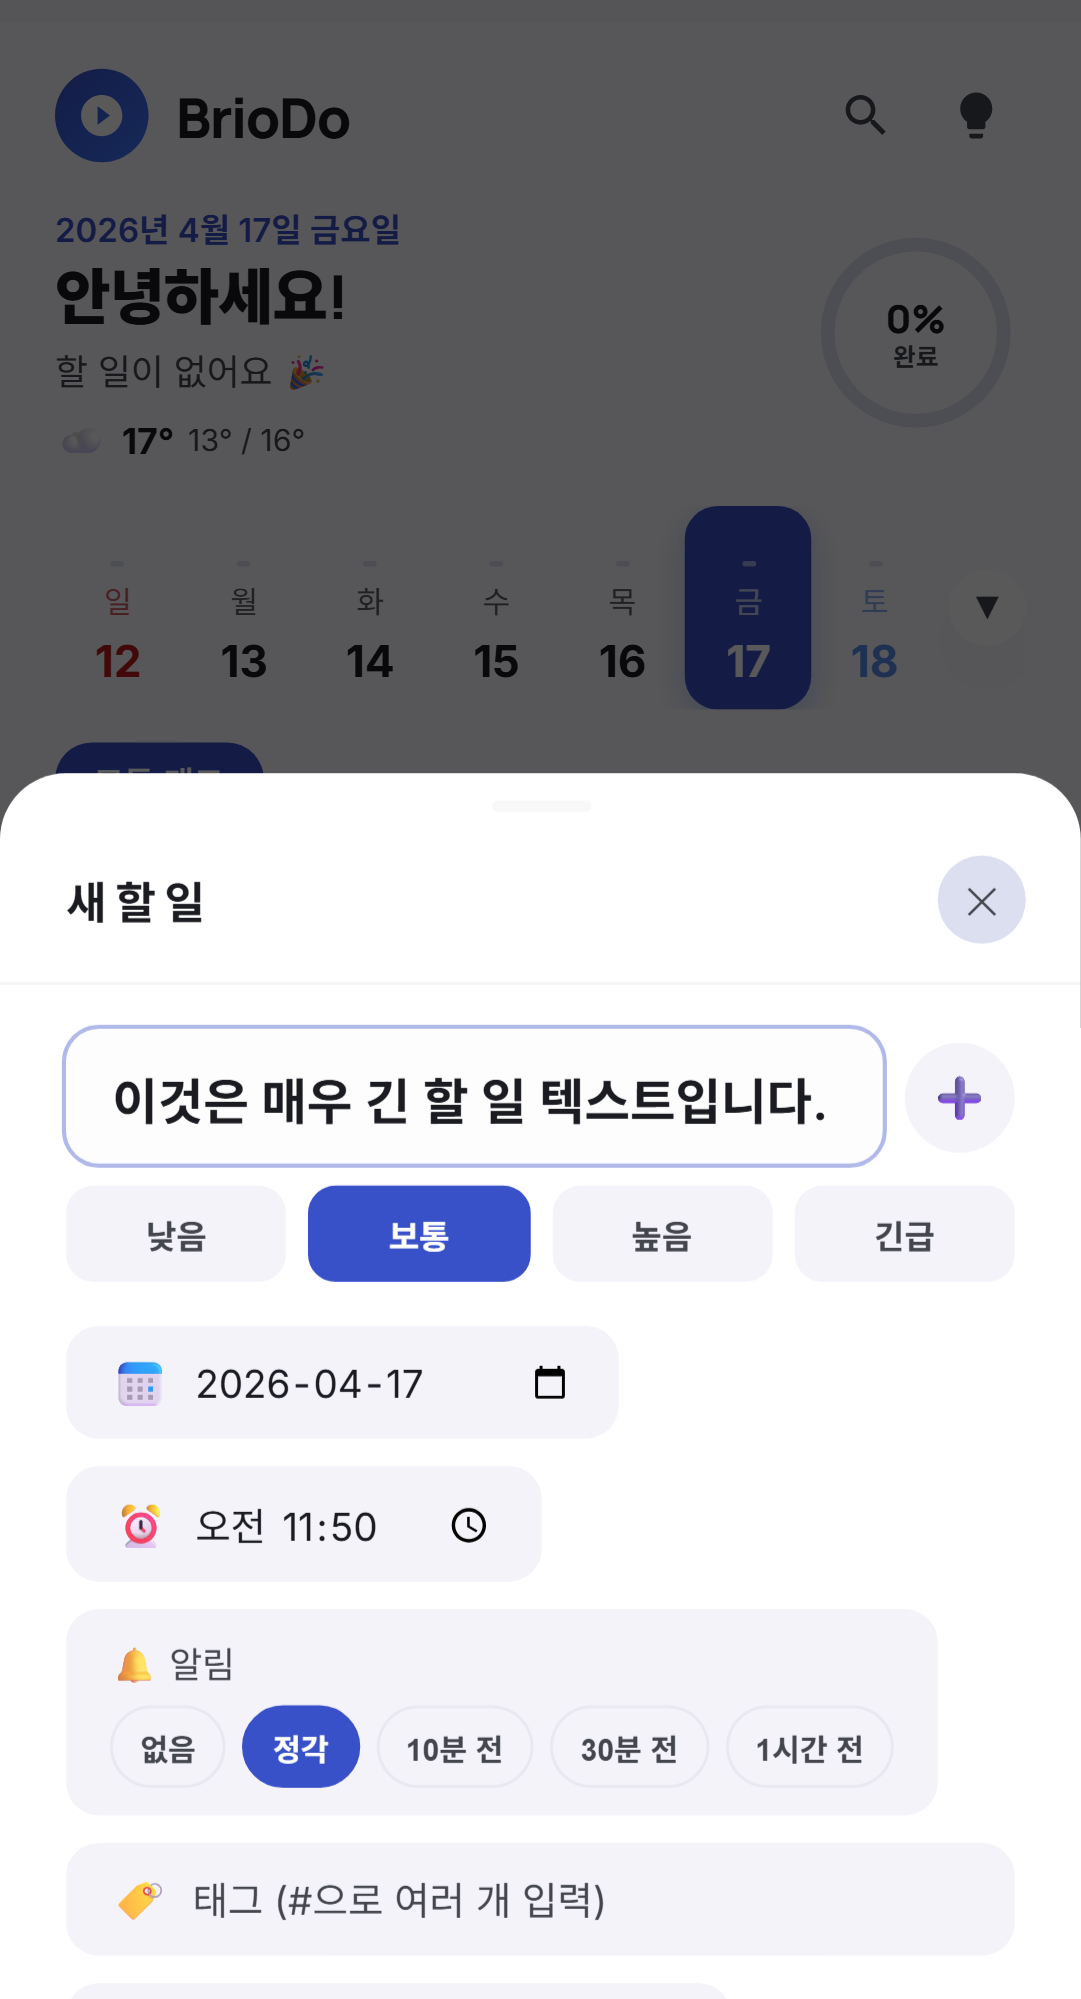 BrioDo
2026년 4월 17일 금요일
안녕하세요!
할 일이 없어요 🎉
17° 13° / 16°
0%
완료
일 월 화 수 목 금 토
12 13 14 15 16 17 18
새 할 일
이것은 매우 긴 할 일 텍스트입니다.
낮음 보통 높음 긴급
2026-04-17
오전 11:50
알림
없음 정각 10분 전 30분 전 1시간 전
태그 (#으로 여러 개 입력)